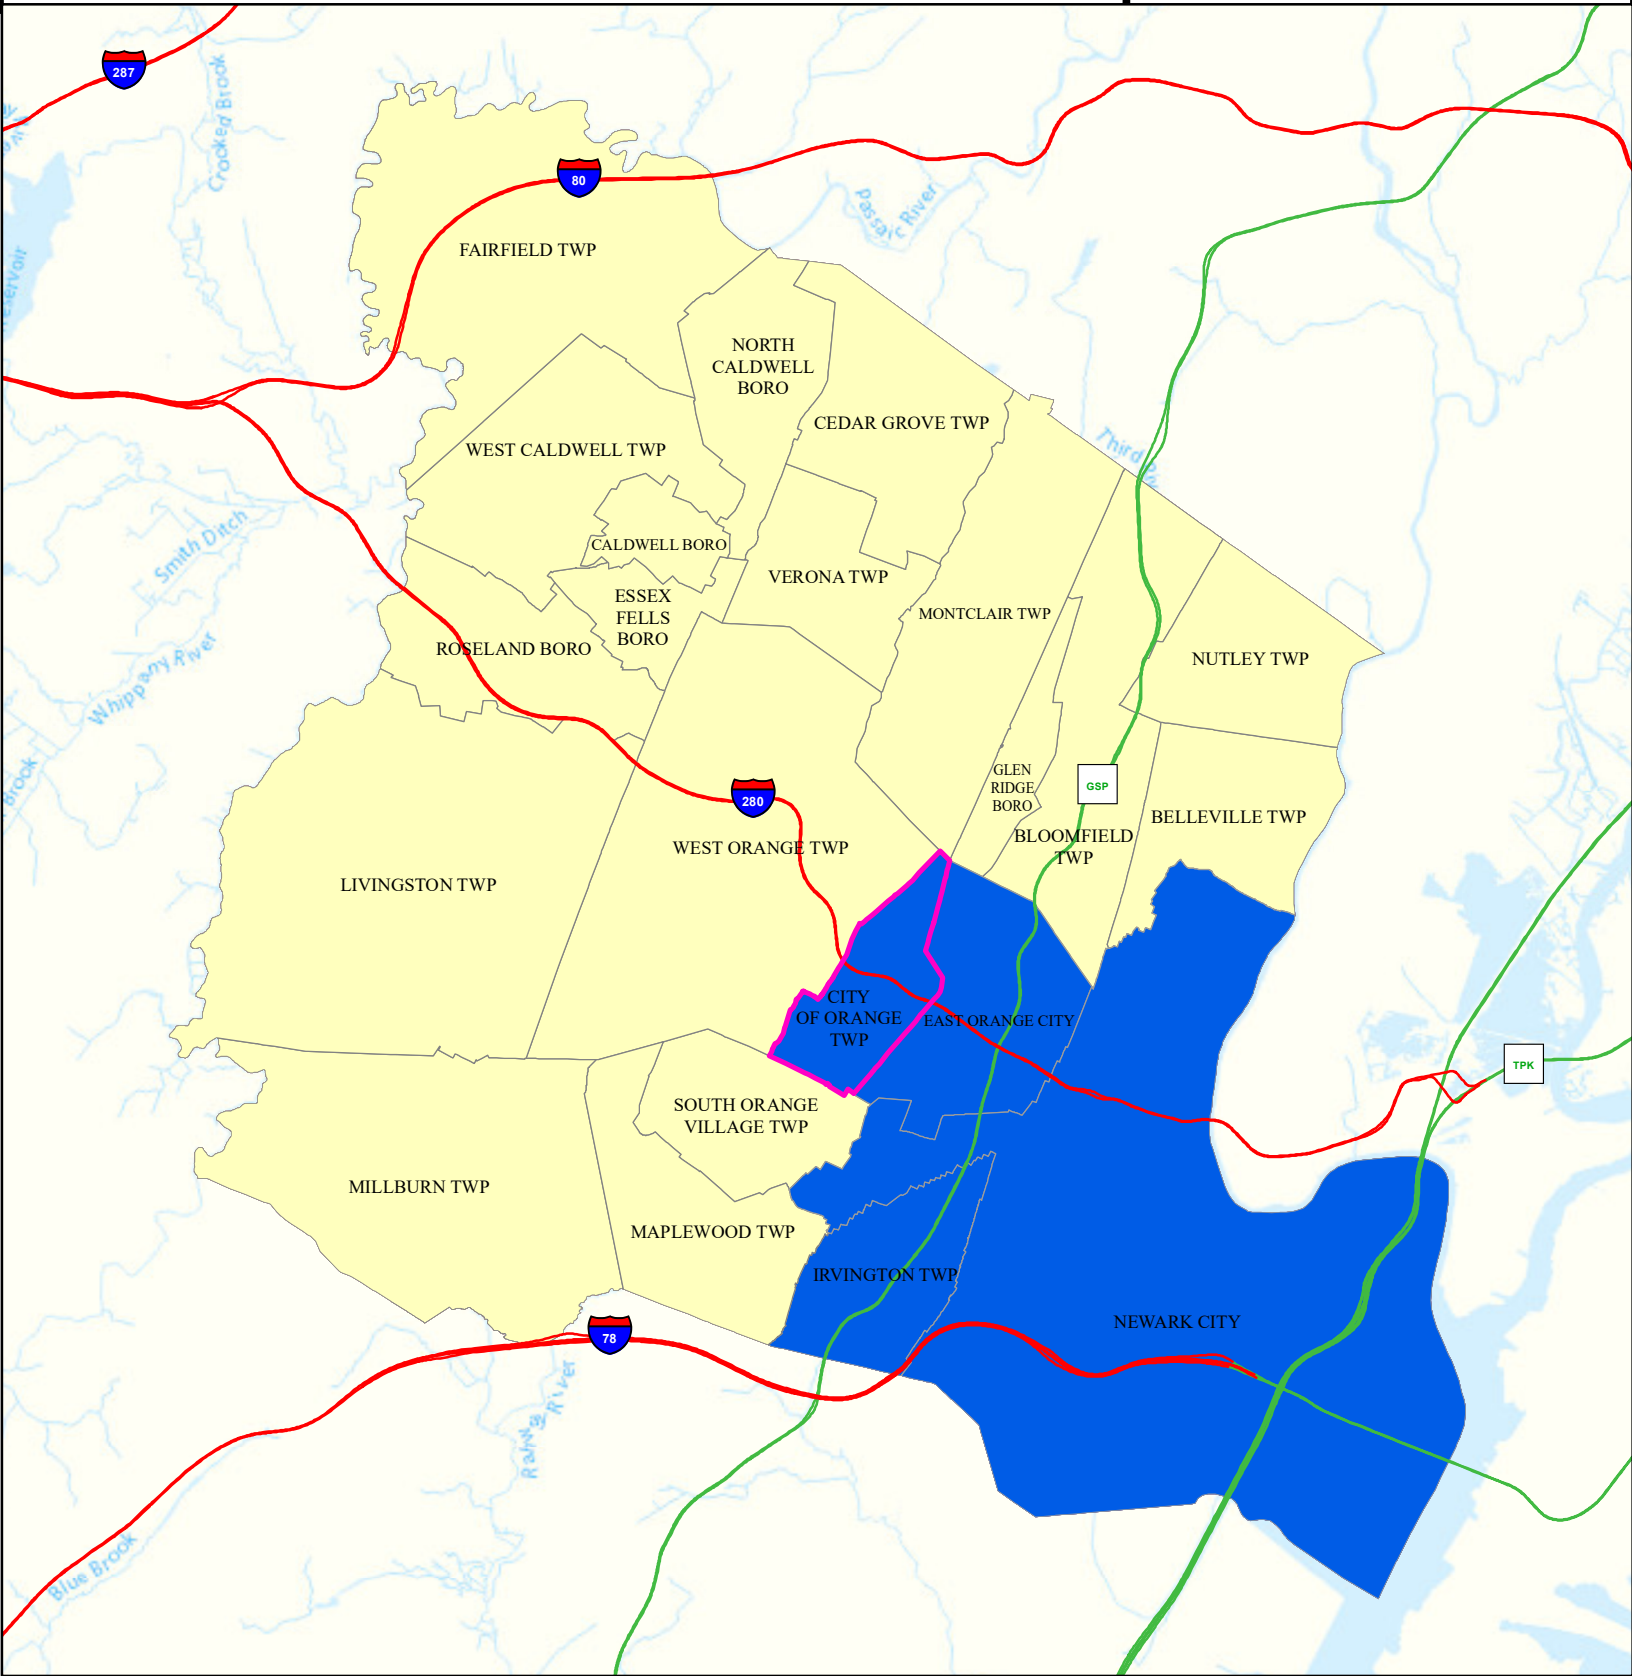 287
Crooked Brook
80
Passaic River
FAIRFIELD TWP
Reservoir
NORTH
CALDWELL
BORO
CEDAR GROVE TWP
WEST CALDWELL TWP
Third
Smith Ditch
CALDWELL BORO
VERONA TWP
ESSEX
FELLS
BORO
MONTCLAIR TWP
ROSELAND BORO
NUTLEY TWP
Whippany River
Brook
GLEN
RIDGE
BORO
GSP
280
BELLEVILLE TWP
BLOOMFIELD
TWP
WEST ORANGE TWP
LIVINGSTON TWP
CITY
OF ORANGE
TWP
EAST ORANGE CITY
TPK
SOUTH ORANGE
VILLAGE TWP
MILLBURN TWP
MAPLEWOOD TWP
IRVINGTON TWP
NEWARK CITY
78
River
Blue Brook